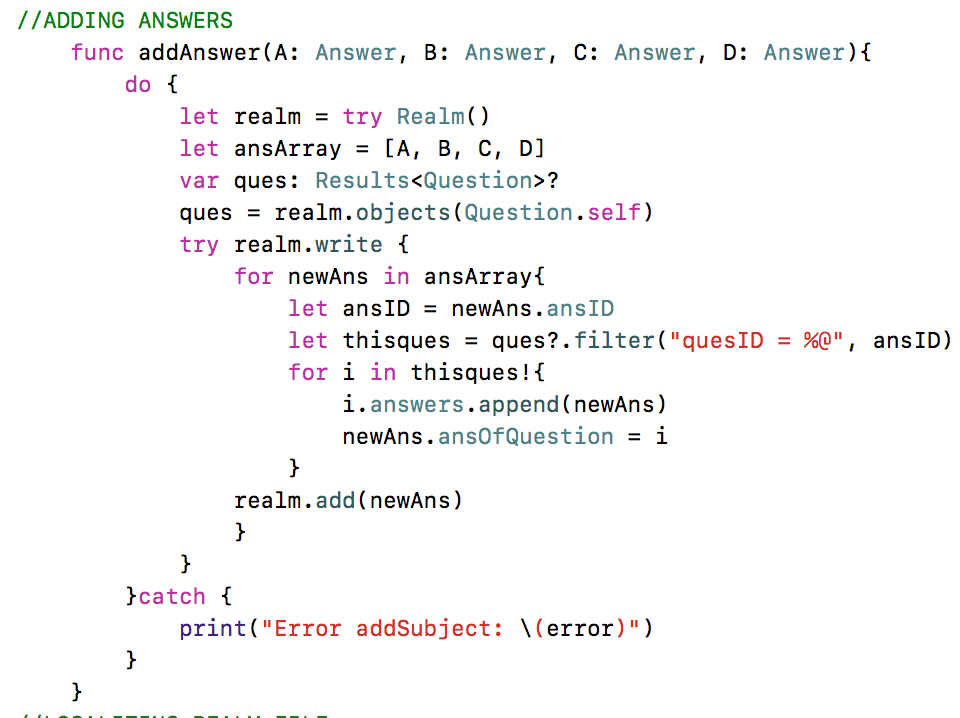 //ADDING ANSWERS
func addAnswer(A: Answer, B: Answer, C: Answer, D: Answer){
do {
let realm = try Realm()
let ansArray = [A, B, C, D]
var ques: Results<Question>?
ques = realm.objects(Question.self)
try realm.write {
for newAns in ansArray{
let ansID = newAns.ansID
let thisques = ques?.filter("quesID = %@", ansID)
for i in thisques!{
i.answers.append(newAns)
newAns.ansOfQuestion = i
}
realm.add(newAns)
}
}
}catch {
print("Error addSubject: \(error)")
}
}